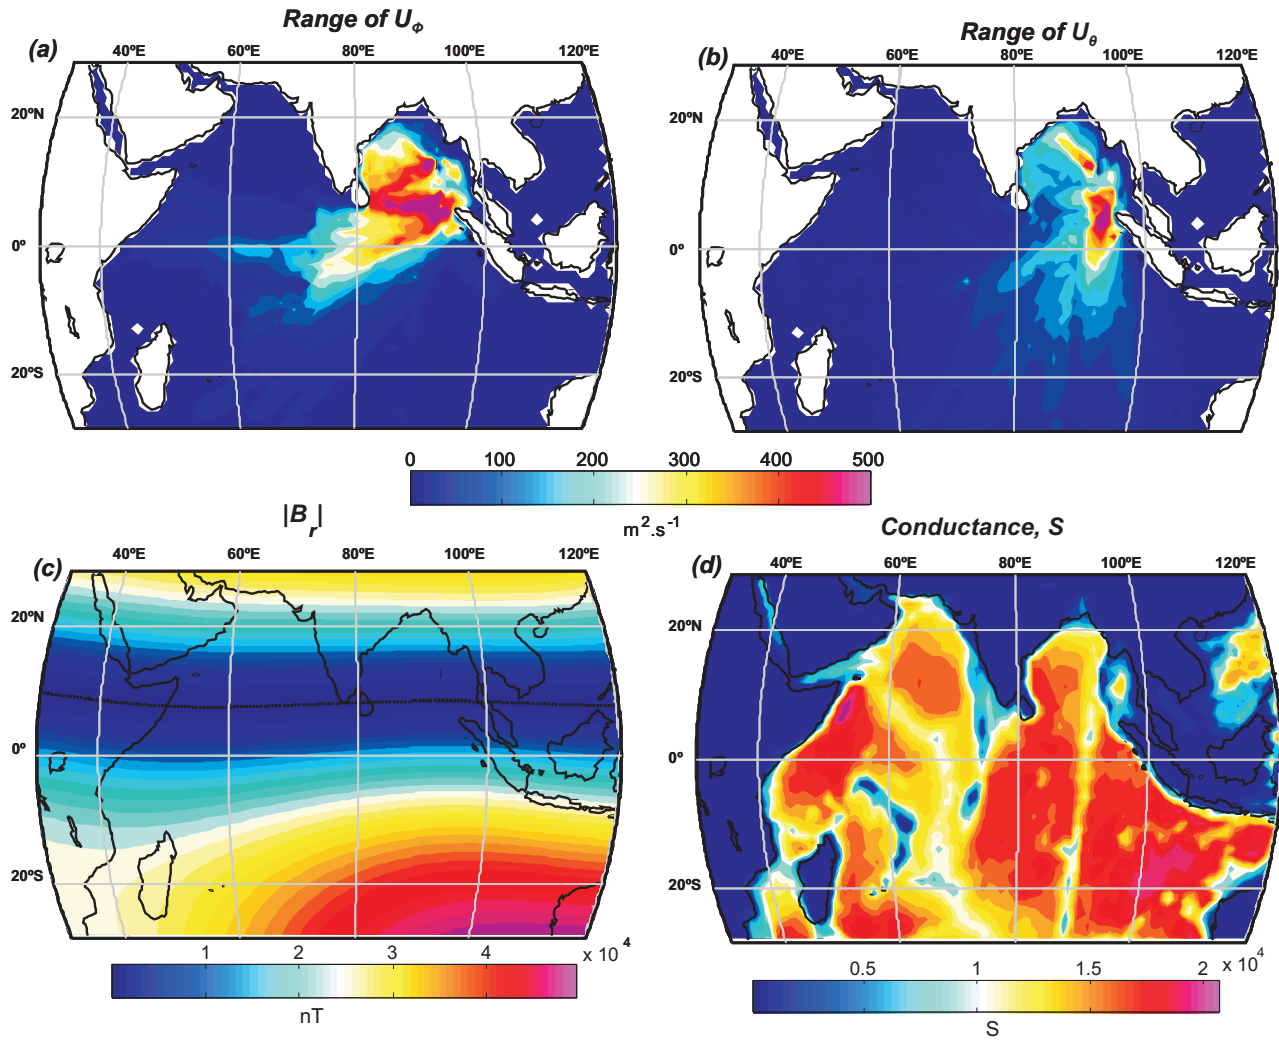 Range of UΦ
(a)
40ºE 60ºE 80ºE 100ºE 120ºE
20ºN
0º
20ºS
Range of Uθ
(b)
40ºE 60ºE 80ºE 100ºE 120ºE
20ºN
0º
20ºS
0 100 200 300 400 500
m².s⁻¹
|Br|
(c)
40ºE 60ºE 80ºE 100ºE 120ºE
20ºN
0º
20ºS
1 2 3 4 x 10⁴
nT
Conductance, S
(d)
40ºE 60ºE 80ºE 100ºE 120ºE
20ºN
0º
20ºS
0.5 1 1.5 2 x 10⁴
S